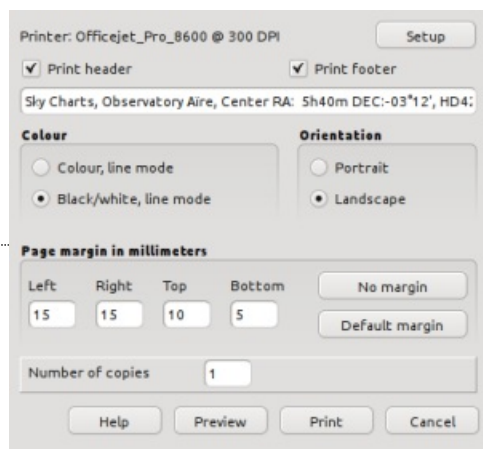 Printer: Officejet_Pro_8600 @ 300 DPI Setup
Print header Print footer
Sky Charts, Observatory Aire, Center RA: 5h40m DEC:-03°12', HD4
Colour Orientation
Colour, line mode Portrait
Black/white, line mode Landscape
Page margin in millimeters
Left Right Top Bottom No margin
15 15 10 5 Default margin
Number of copies 1
Help Preview Print Cancel